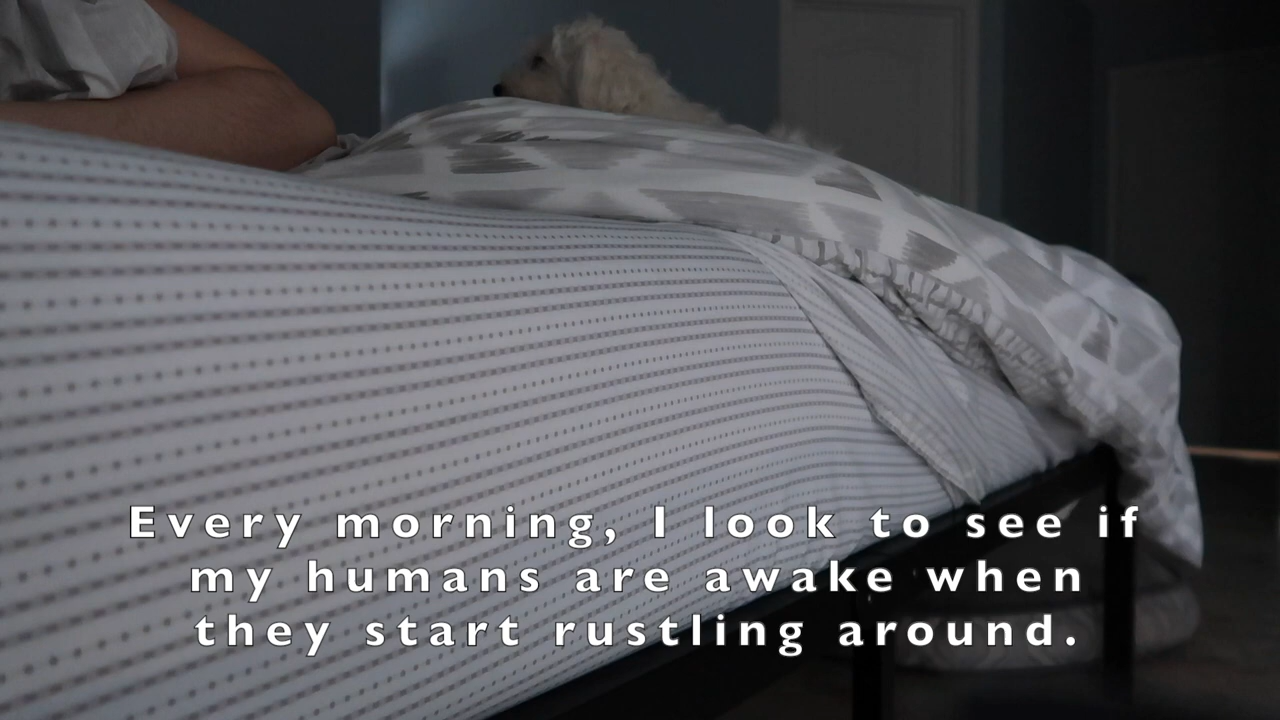 Every morning, I look to see if
my humans are awake when
they start rustling around.